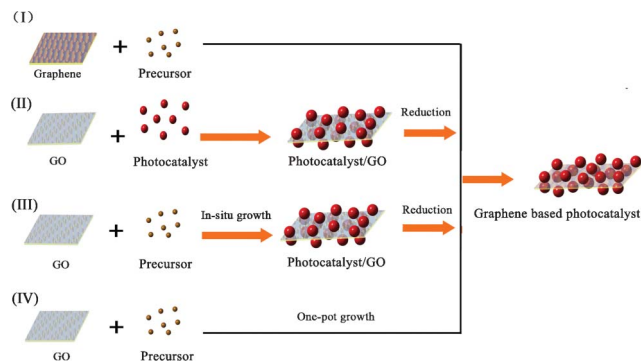 (I)
Graphene
Precursor
(II)
GO
Photocatalyst
Photocatalyst/GO
Reduction
(III)
GO
Precursor
In-situ growth
Photocatalyst/GO
Reduction
Graphene based photocatalyst
(IV)
GO
Precursor
One-pot growth